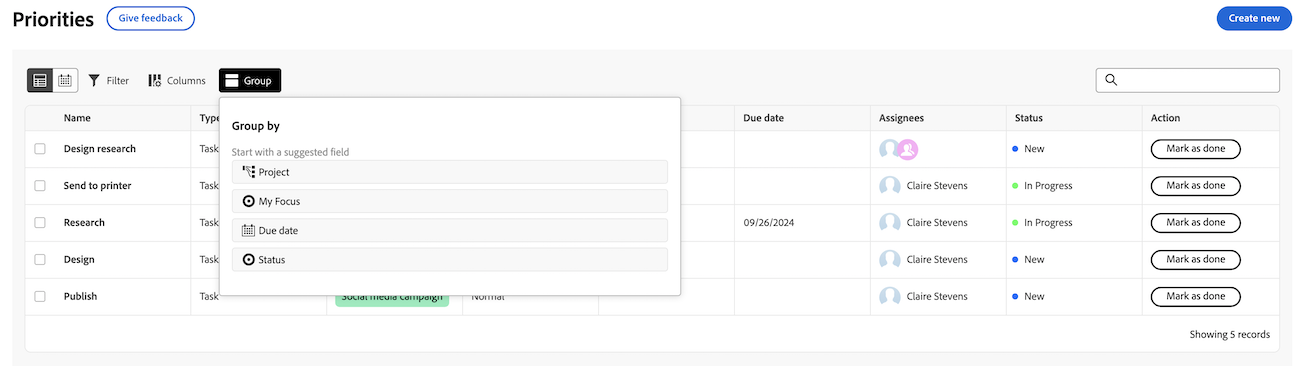 Priorities Give feedback Create new
Filter Columns Group
Name Type Due date Assignees Status Action
Group by
Start with a suggested field
Project
My Focus
Due date
Status
Design research Task New Mark as done
Send to printer Task Claire Stevens In Progress Mark as done
Research Task 09/26/2024 Claire Stevens In Progress Mark as done
Design Task Claire Stevens New Mark as done
Publish Task Social media campaign Normal Claire Stevens New Mark as done
Showing 5 records